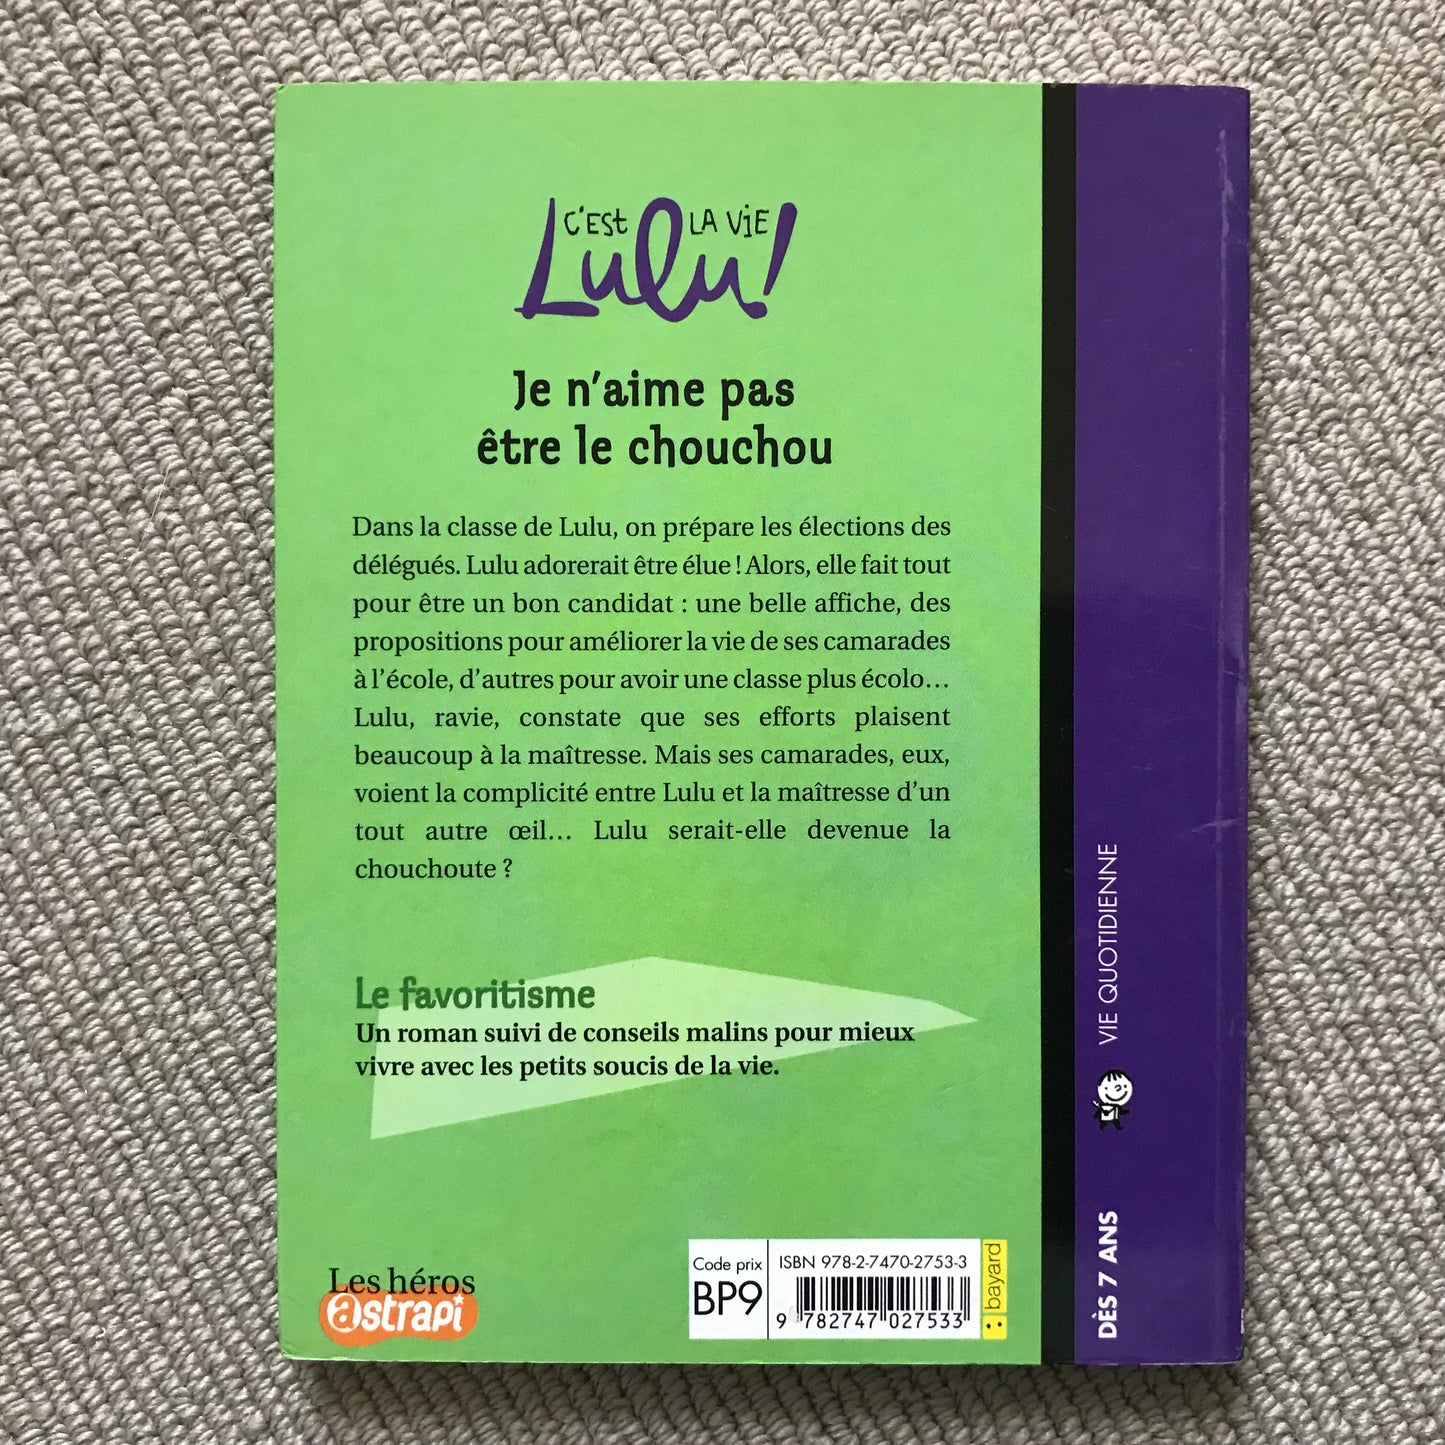 C'EST LA VIE
Lulu!
Je n'aime pas
être le chouchou
Dans la classe de Lulu, on prépare les élections des
délégués. Lulu adorerait être élue ! Alors, elle fait tout
pour être un bon candidat : une belle affiche, des
propositions pour améliorer la vie de ses camarades
à l'école, d'autres pour avoir une classe plus écolo…
Lulu, ravie, constate que ses efforts plaisent
beaucoup à la maîtresse. Mais ses camarades, eux,
voient la complicité entre Lulu et la maîtresse d'un
tout autre œil… Lulu serait-elle devenue la
chouchoute ?
Le favoritisme
Un roman suivi de conseils malins pour mieux
vivre avec les petits soucis de la vie.
Les héros
astrapi
Code prix
BP9
ISBN 978-2-7470-2753-3
9 782747 027533
bayard
VIE QUOTIDIENNE
DÈS 7 ANS